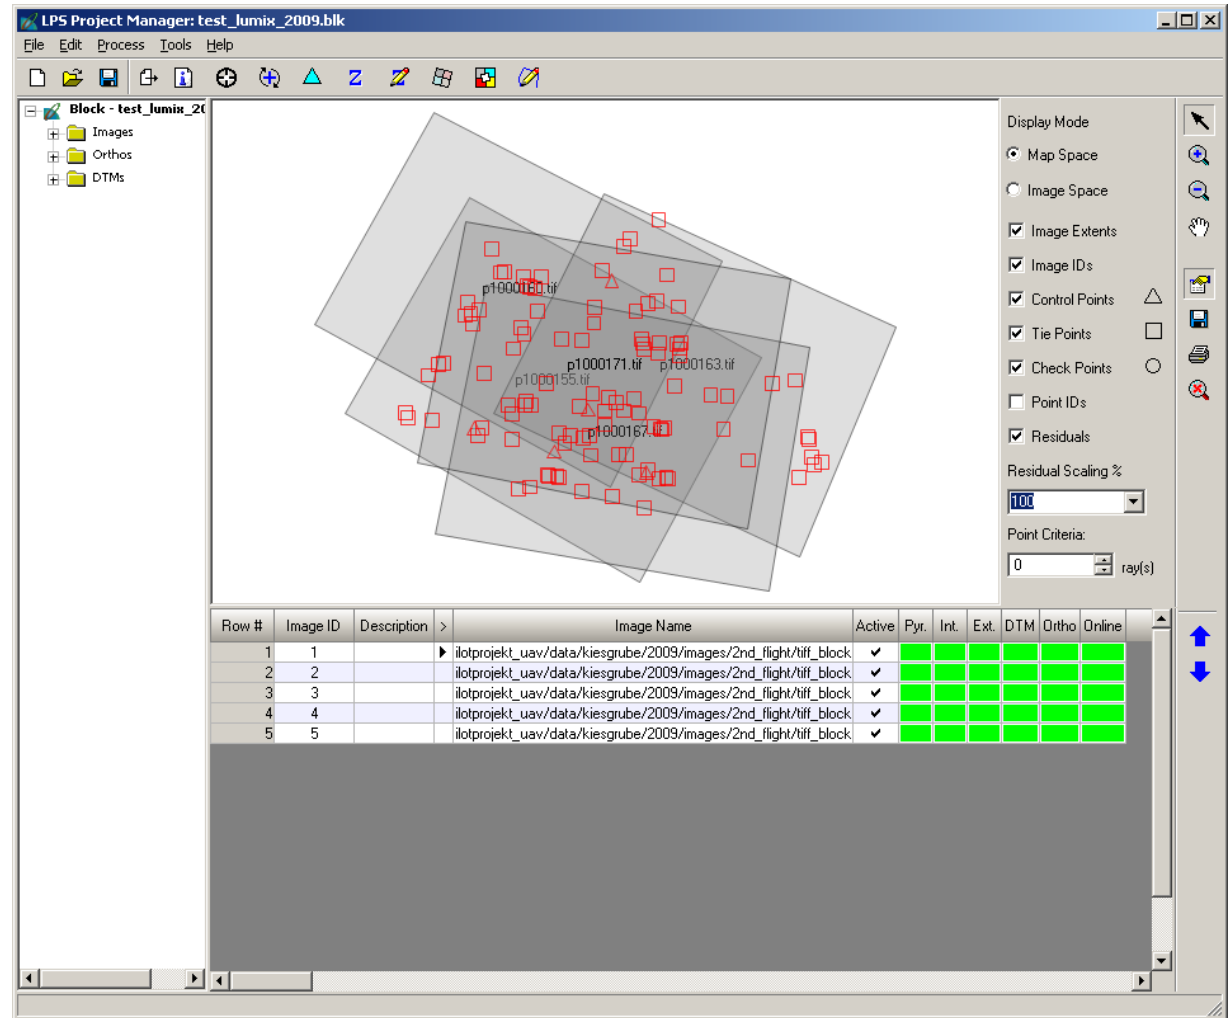 LPS Project Manager: test_lumix_2009.blk
File Edit Process Tools Help
Block - test_lumix_20
Images
Orthos
DTMs
p1000171.tif
p1000163.tif
p1000155.tif
Display Mode
Map Space
Image Space
Image Extents
Image IDs
Control Points
Tie Points
Check Points
Point IDs
Residuals
Residual Scaling %
100
Point Criteria:
0 ray(s)
Row # Image ID Description > Image Name Active Pyr. Int. Ext. DTM Ortho Online
1 1 ilotprojekt_uav/data/kiesgrube/2009/images/2nd_flight/tiff_block
2 2 ilotprojekt_uav/data/kiesgrube/2009/images/2nd_flight/tiff_block
3 3 ilotprojekt_uav/data/kiesgrube/2009/images/2nd_flight/tiff_block
4 4 ilotprojekt_uav/data/kiesgrube/2009/images/2nd_flight/tiff_block
5 5 ilotprojekt_uav/data/kiesgrube/2009/images/2nd_flight/tiff_block